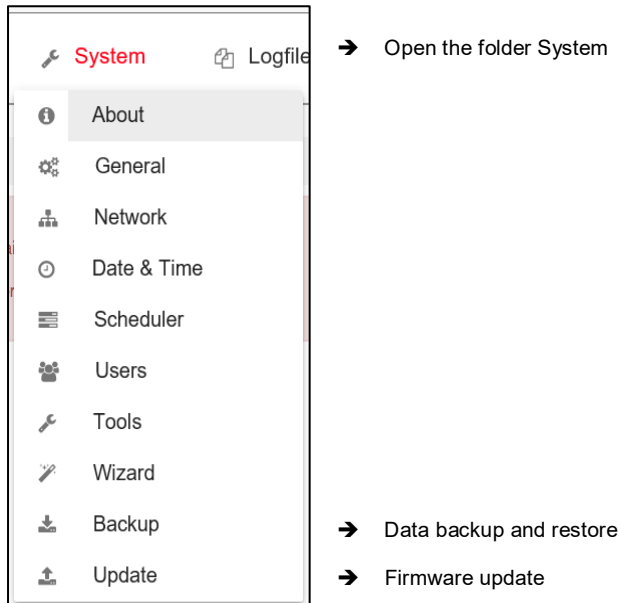 System Logfile ➔ Open the folder System
About
General
Network
Date & Time
Scheduler
Users
Tools
Wizard
Backup ➔ Data backup and restore
Update ➔ Firmware update